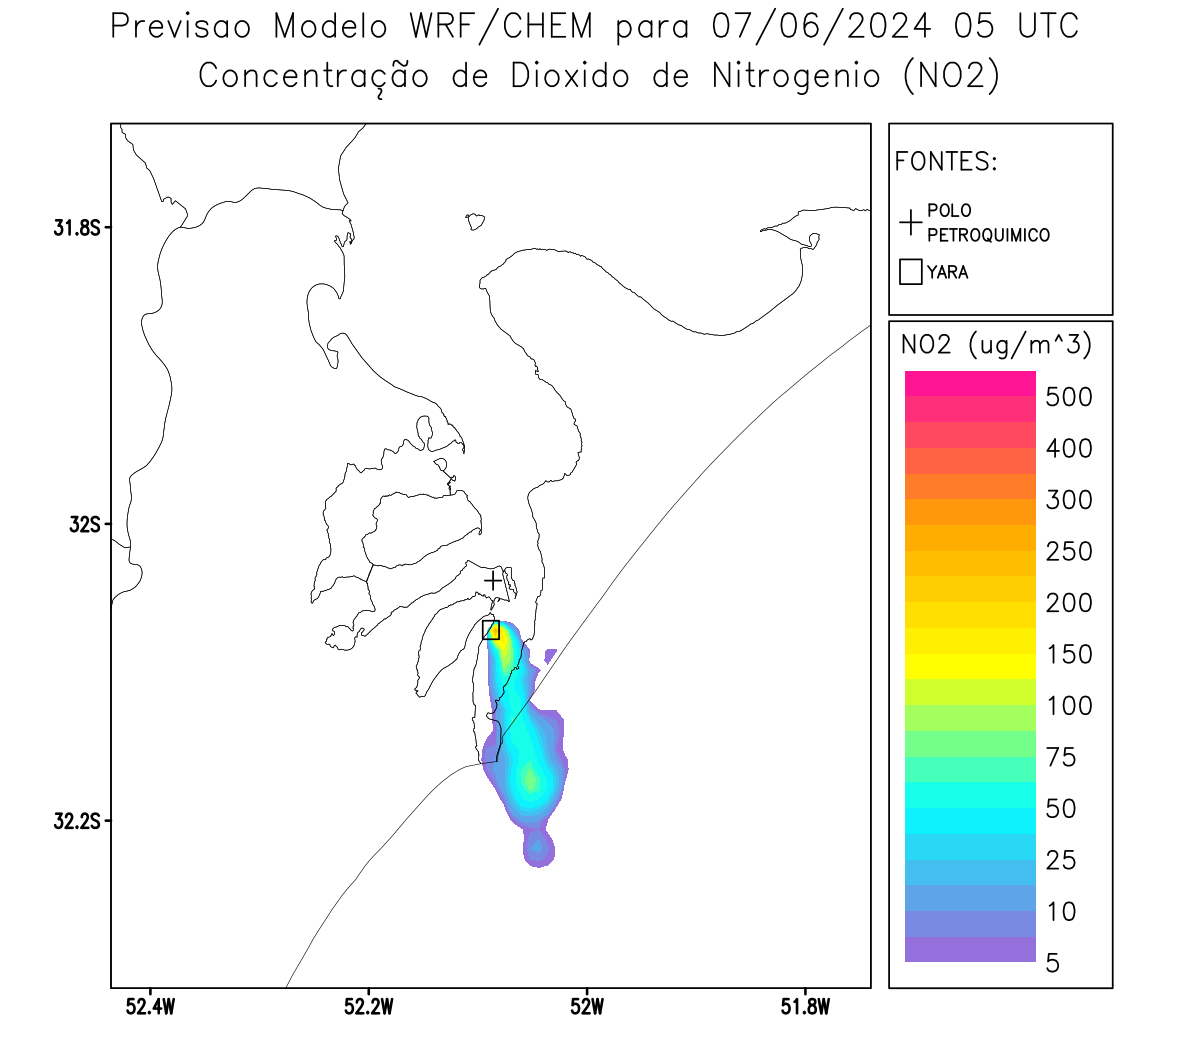 Previsao Modelo WRF/CHEM para 07/06/2024 05 UTC
Concentração de Dioxido de Nitrogenio (NO2)
FONTES:
POLO
PETROQUIMICO
YARA
NO2 (ug/m^3)
500
400
300
250
200
150
100
75
50
25
10
5
31.8S
32S
32.2S
52.4W
52.2W
52W
51.8W